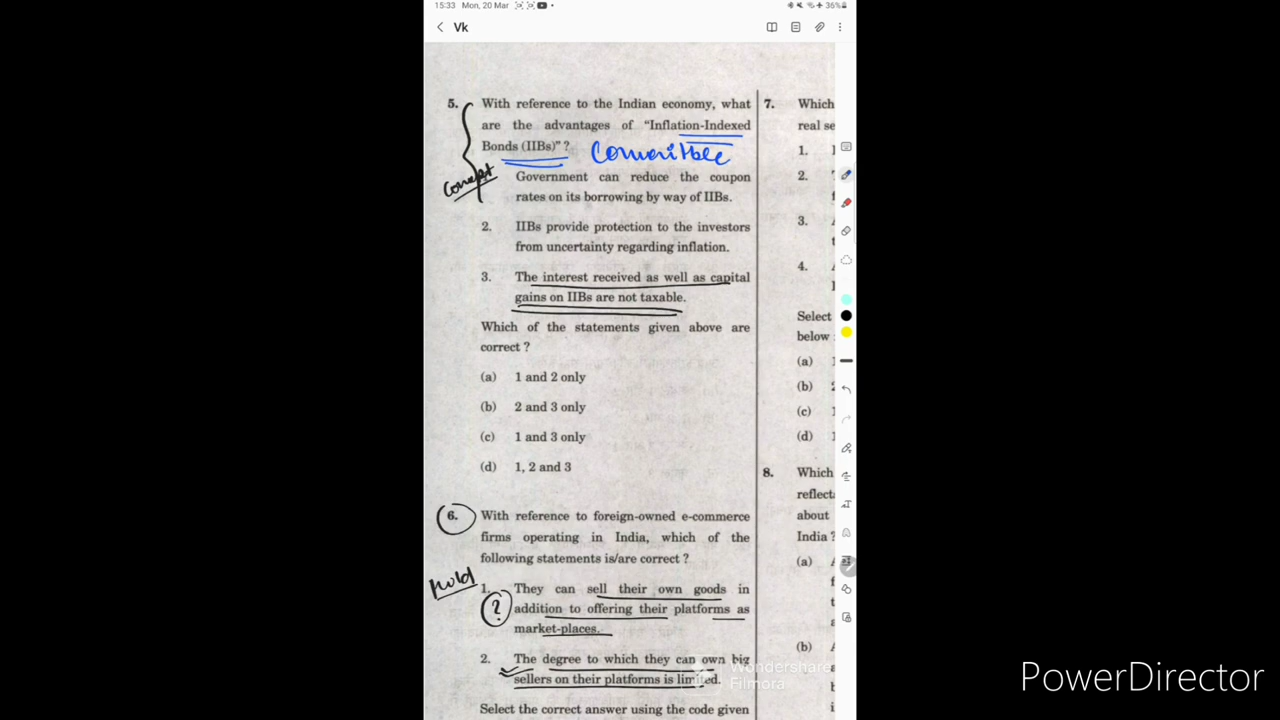 15:33 Mon, 20 Mar
36%
Vk
5. With reference to the Indian economy, what
are the advantages of "Inflation-Indexed
Bonds (IIBs)" ?
Concept
Government can reduce the coupon
rates on its borrowing by way of IIBs.
2. IIBs provide protection to the investors
from uncertainty regarding inflation.
3. The interest received as well as capital
gains on IIBs are not taxable.
Which of the statements given above are
correct ?
(a) 1 and 2 only
(b) 2 and 3 only
(c) 1 and 3 only
(d) 1, 2 and 3
6. With reference to foreign-owned e-commerce
firms operating in India, which of the
following statements is/are correct ?
Hold
1. They can sell their own goods in
? addition to offering their platforms as
market-places.
2. The degree to which they can own big
sellers on their platforms is limited.
Select the correct answer using the code given
7. Which
real se
1.
2.
3.
4.
Select
below
(a)
(b)
(c)
(d)
8. Which
reflect
about
India ?
(a)
(b)
Wondershare
Filmora
PowerDirector